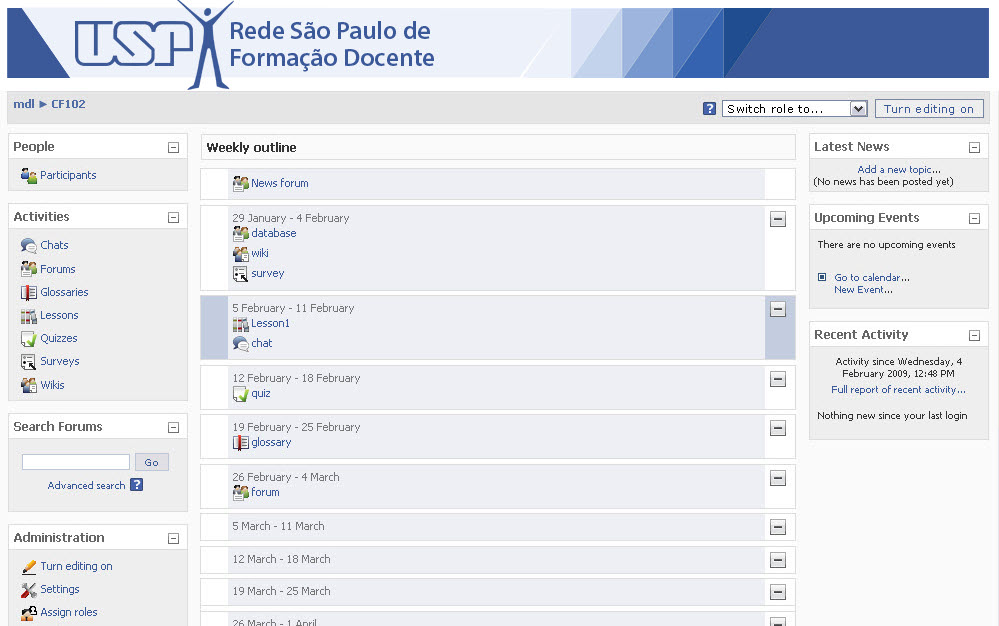 USP
Rede São Paulo de
Formação Docente
mdl ► CF102
? Switch role to... Turn editing on
People
Participants
Activities
Chats
Forums
Glossaries
Lessons
Quizzes
Surveys
Wikis
Search Forums
Go
Advanced search ?
Administration
Turn editing on
Settings
Assign roles
Weekly outline
News forum
29 January - 4 February
database
wiki
survey
5 February - 11 February
Lesson1
chat
12 February - 18 February
quiz
19 February - 25 February
glossary
26 February - 4 March
forum
5 March - 11 March
12 March - 18 March
19 March - 25 March
26 March - 1 April
Latest News
Add a new topic...
(No news has been posted yet)
Upcoming Events
There are no upcoming events
Go to calendar...
New Event...
Recent Activity
Activity since Wednesday, 4
February 2009, 12:48 PM
Full report of recent activity...
Nothing new since your last login